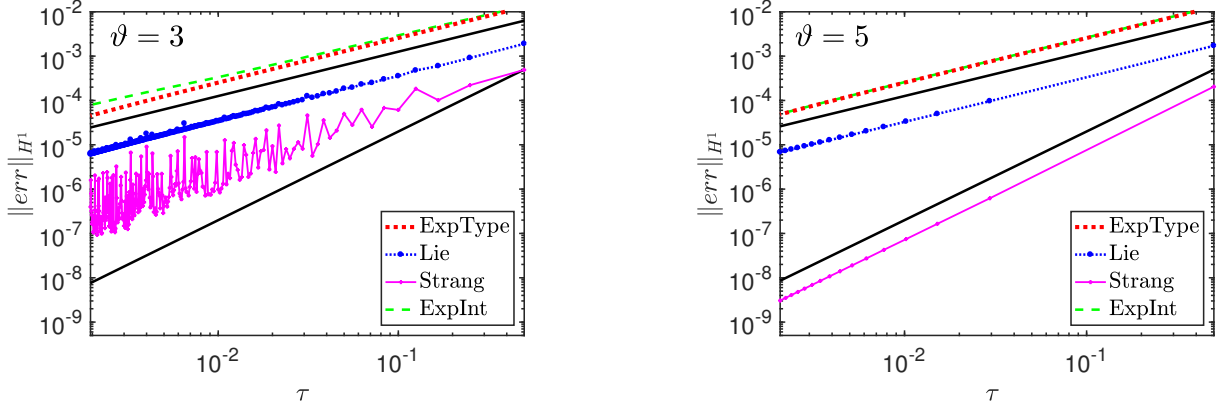 ϑ = 3
10^-2
10^-3
10^-4
10^-5
10^-6
10^-7
10^-8
10^-9
‖err‖_{H^1}
ExpType
Lie
Strang
ExpInt
10^-2
10^-1
τ
ϑ = 5
10^-2
10^-3
10^-4
10^-5
10^-6
10^-7
10^-8
10^-9
‖err‖_{H^1}
ExpType
Lie
Strang
ExpInt
10^-2
10^-1
τ